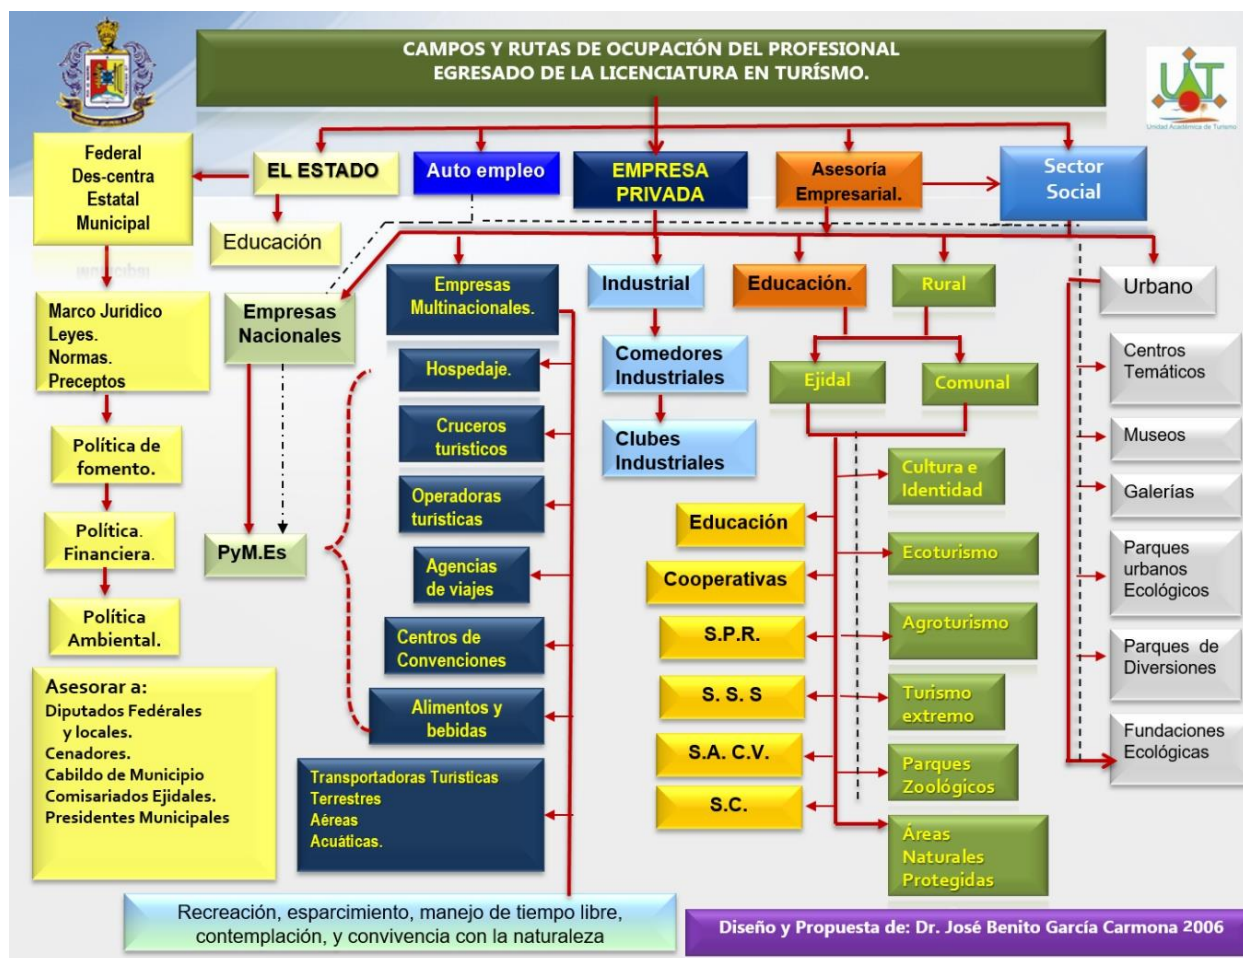 CAMPOS Y RUTAS DE OCUPACIÓN DEL PROFESIONAL
EGRESADO DE LA LICENCIATURA EN TURÍSMO.
UAT
Unidad Académica de Turismo
Federal
Des-centra
Estatal
Municipal
EL ESTADO
Auto empleo
EMPRESA
PRIVADA
Asesoría
Empresarial.
Sector
Social
Educación
Marco Jurídico
Leyes.
Normas.
Preceptos
Empresas
Nacionales
Empresas
Multinacionales.
Industrial
Educación.
Rural
Urbano
Hospedaje.
Comedores
Industriales
Ejidal
Comunal
Centros
Temáticos
Política de
fomento.
Cruceros
turísticos
Clubes
Industriales
Cultura e
Identidad
Museos
Galerías
Política.
Financiera.
PyM.Es
Operadoras
turísticas
Educación
Ecoturismo
Parques
urbanos
Ecológicos
Agencias
de viajes
Cooperativas
Política
Ambiental.
Centros de
Convenciones
S.P.R.
Agroturismo
Parques de
Diversiones
Asesorar a:
Diputados Fedérales
y locales.
Cenadores.
Cabildo de Municipio
Comisariados Ejidales.
Presidentes Municipales
Alimentos y
bebidas
S. S. S
Turismo
extremo
Fundaciones
Ecológicas
Transportadoras Turísticas
Terrestres
Aéreas
Acuáticas.
S.A. C.V.
Parques
Zoológicos
S.C.
Áreas
Naturales
Protegidas
Recreación, esparcimiento, manejo de tiempo libre,
contemplación, y convivencia con la naturaleza
Diseño y Propuesta de: Dr. José Benito García Carmona 2006